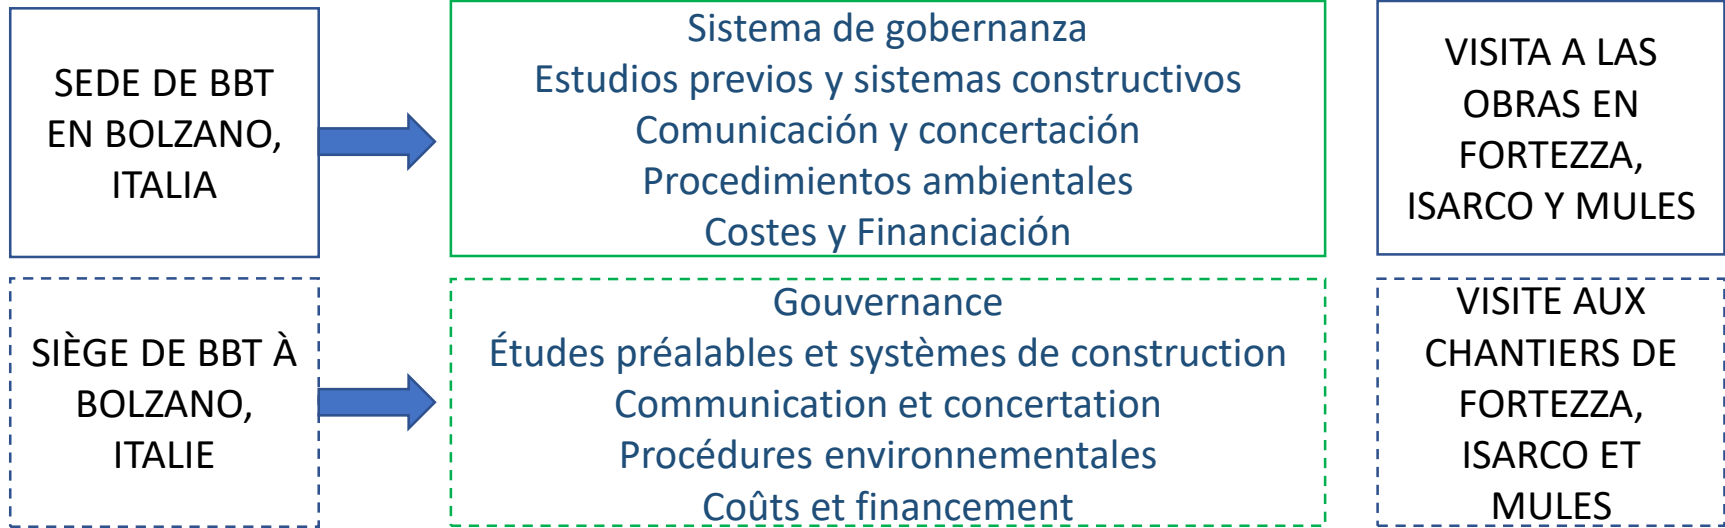 SEDE DE BBT
EN BOLZANO,
ITALIA
Sistema de gobernanza
Estudios previos y sistemas constructivos
Comunicación y concertación
Procedimientos ambientales
Costes y Financiación
VISITA A LAS
OBRAS EN
FORTEZZA,
ISARCO Y MULES
SIÈGE DE BBT À
BOLZANO,
ITALIE
Gouvernance
Études préalables et systèmes de construction
Communication et concertation
Procédures environnementales
Coûts et financement
VISITE AUX
CHANTIERS DE
FORTEZZA,
ISARCO ET
MULES